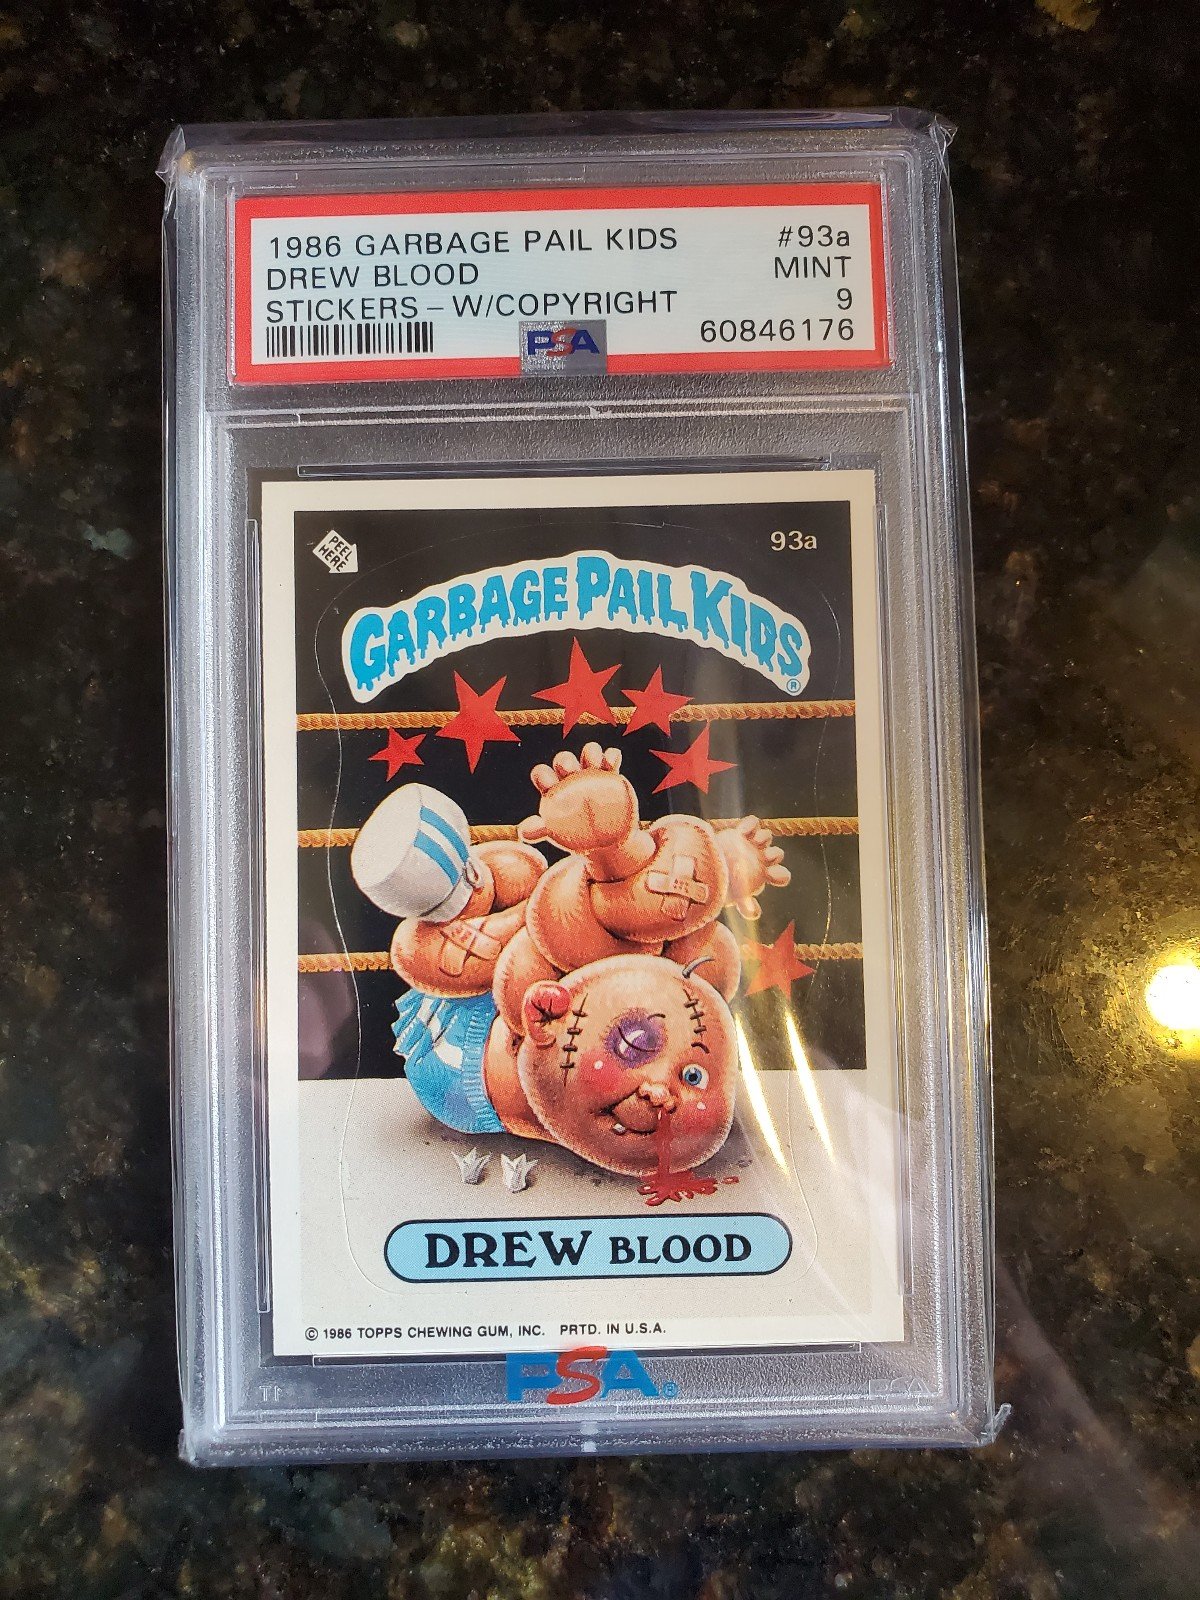 1986 GARBAGE PAIL KIDS #93a
DREW BLOOD MINT
STICKERS – W/COPYRIGHT 9
PSA 60846176
PEEL HERE
93a
GARBAGE PAIL KIDS ®
DREW BLOOD
© 1986 TOPPS CHEWING GUM, INC. PRTD. IN U.S.A.
PSA ®